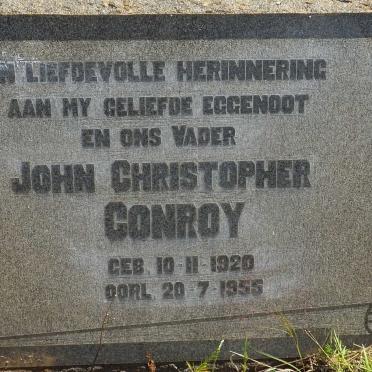 IN LIEFDEVOLLE HERINNERING
AAN MY GELIEFDE EGGENOOT
EN ONS VADER
JOHN CHRISTOPHER
CONROY
GEB. 10-11-1920
OORL. 20-7-1955